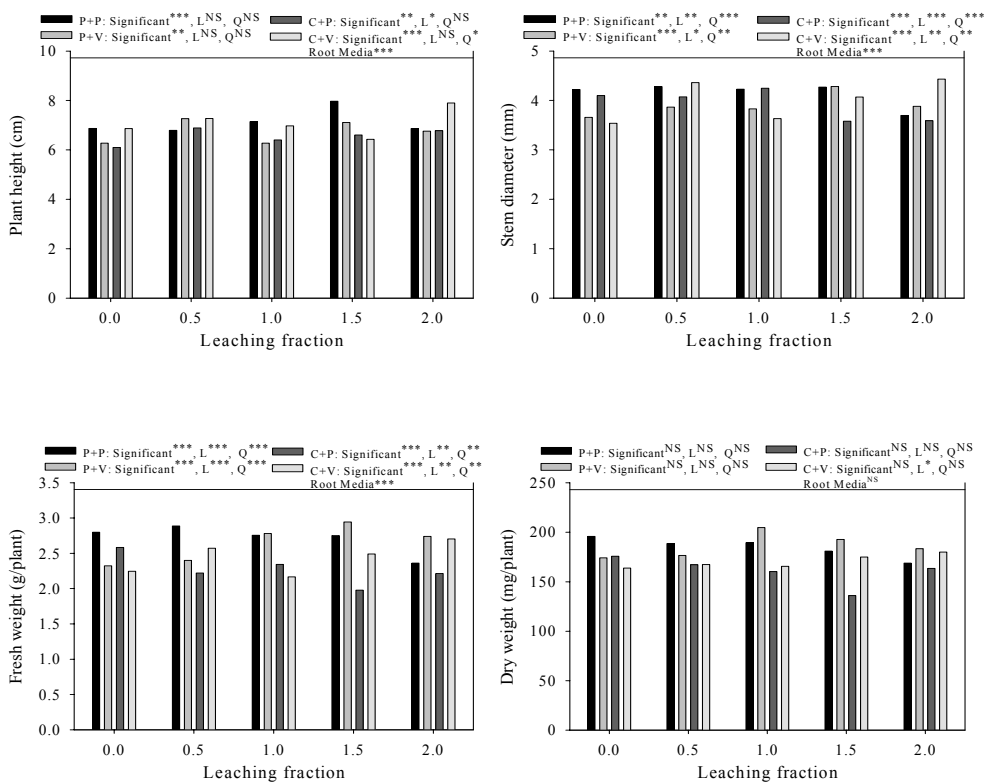 P+P: Significant***, L^NS, Q^NS
P+V: Significant**, L^NS, Q^NS
C+P: Significant**, L*, Q^NS
C+V: Significant***, L^NS, Q*
Root Media***
10
8
6
4
2
0
Plant height (cm)
0.0 0.5 1.0 1.5 2.0
Leaching fraction
P+P: Significant**, L**, Q***
P+V: Significant***, L*, Q**
C+P: Significant***, L***, Q***
C+V: Significant***, L**, Q**
Root Media***
5
4
3
2
1
0
Stem diameter (mm)
0.0 0.5 1.0 1.5 2.0
Leaching fraction
P+P: Significant***, L***, Q***
P+V: Significant***, L***, Q***
C+P: Significant***, L**, Q**
C+V: Significant***, L**, Q**
Root Media***
3.0
2.5
2.0
1.5
1.0
0.5
0.0
Fresh weight (g/plant)
0.0 0.5 1.0 1.5 2.0
Leaching fraction
P+P: Significant^NS, L^NS, Q^NS
P+V: Significant^NS, L^NS, Q^NS
C+P: Significant^NS, L^NS, Q^NS
C+V: Significant^NS, L*, Q^NS
Root Media^NS
250
200
150
100
50
0
Dry weight (mg/plant)
0.0 0.5 1.0 1.5 2.0
Leaching fraction